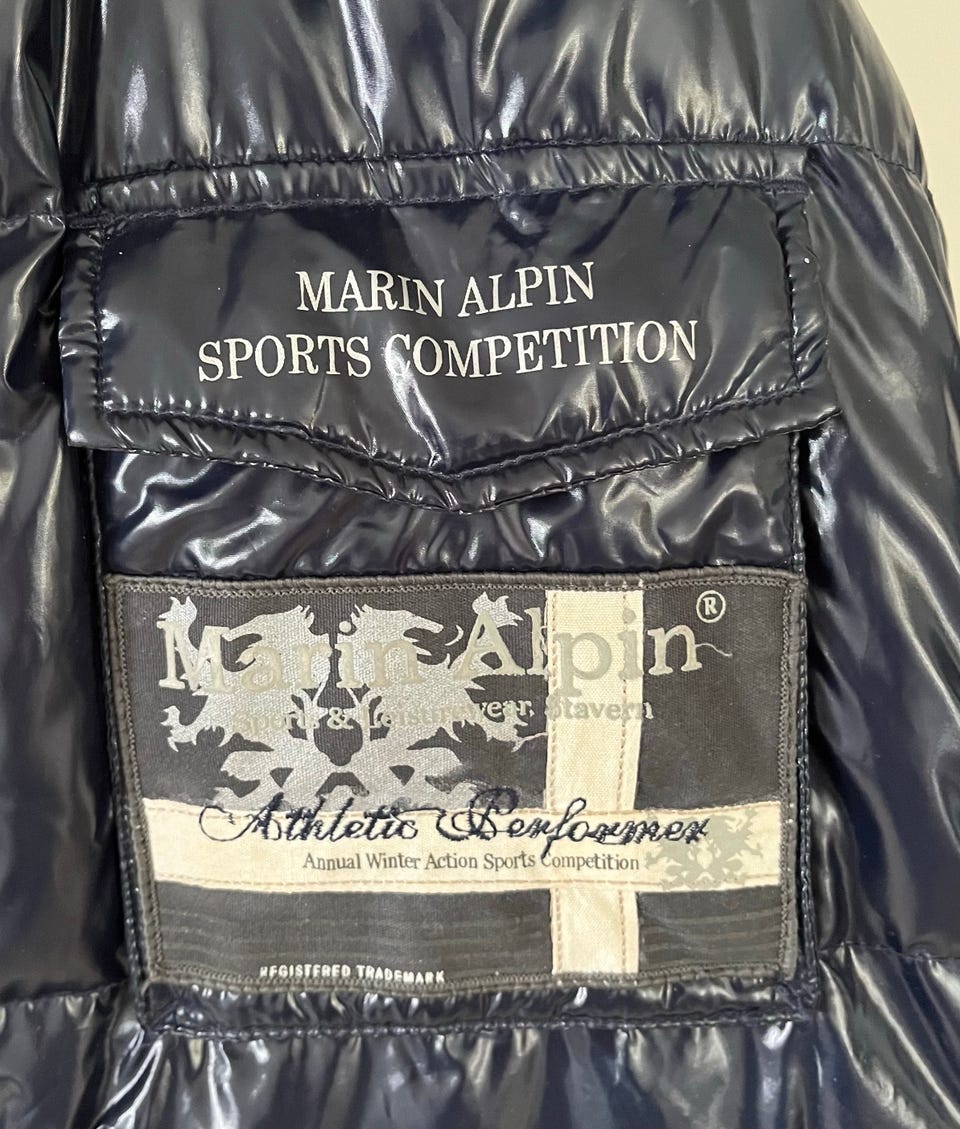 MARIN ALPIN
SPORTS COMPETITION
Marin Alpin®
Sports & Leisurewear. Stavern
Athletic Performer
Annual Winter Action Sports Competition
REGISTERED TRADEMARK